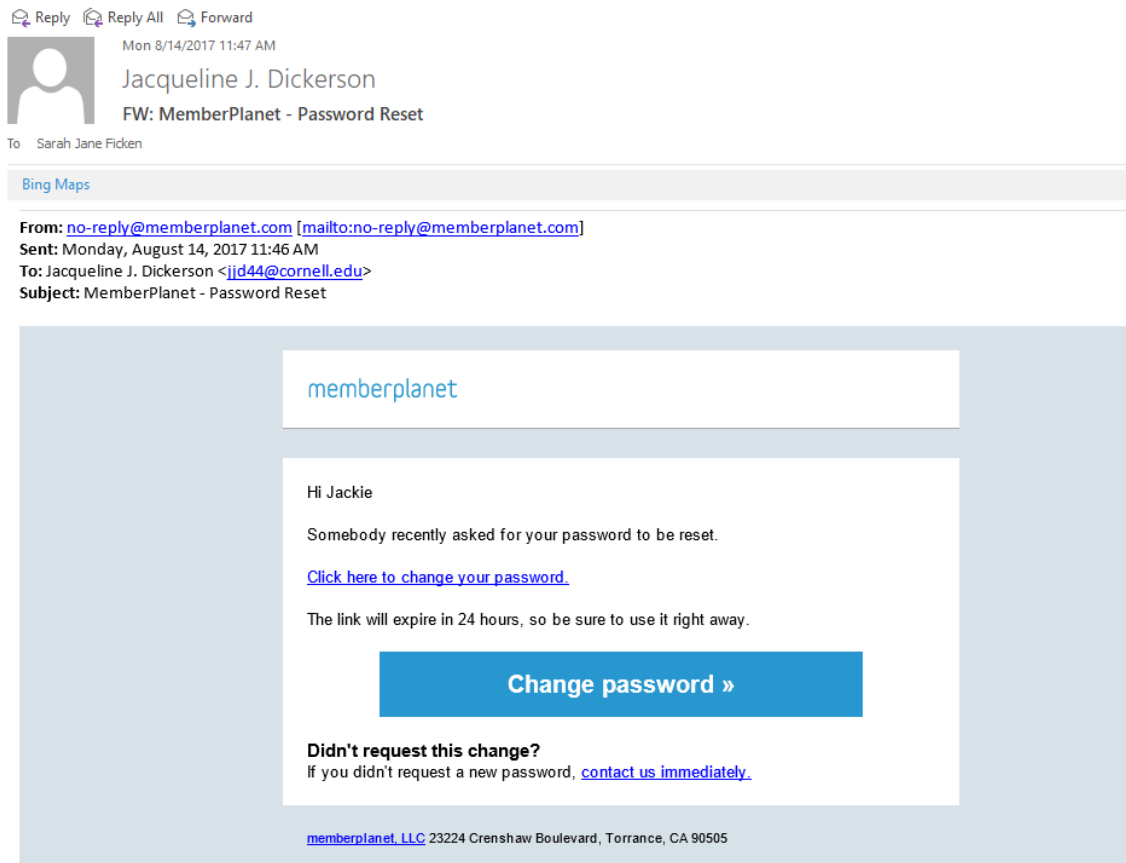 Reply Reply All Forward
Mon 8/14/2017 11:47 AM
Jacqueline J. Dickerson
FW: MemberPlanet - Password Reset
To Sarah Jane Ficken
Bing Maps
From: no-reply@memberplanet.com [mailto:no-reply@memberplanet.com]
Sent: Monday, August 14, 2017 11:46 AM
To: Jacqueline J. Dickerson <jjd44@cornell.edu>
Subject: MemberPlanet - Password Reset
memberplanet
Hi Jackie
Somebody recently asked for your password to be reset.
Click here to change your password.
The link will expire in 24 hours, so be sure to use it right away.
Change password »
Didn't request this change?
If you didn't request a new password, contact us immediately.
memberplanet, LLC 23224 Crenshaw Boulevard, Torrance, CA 90505